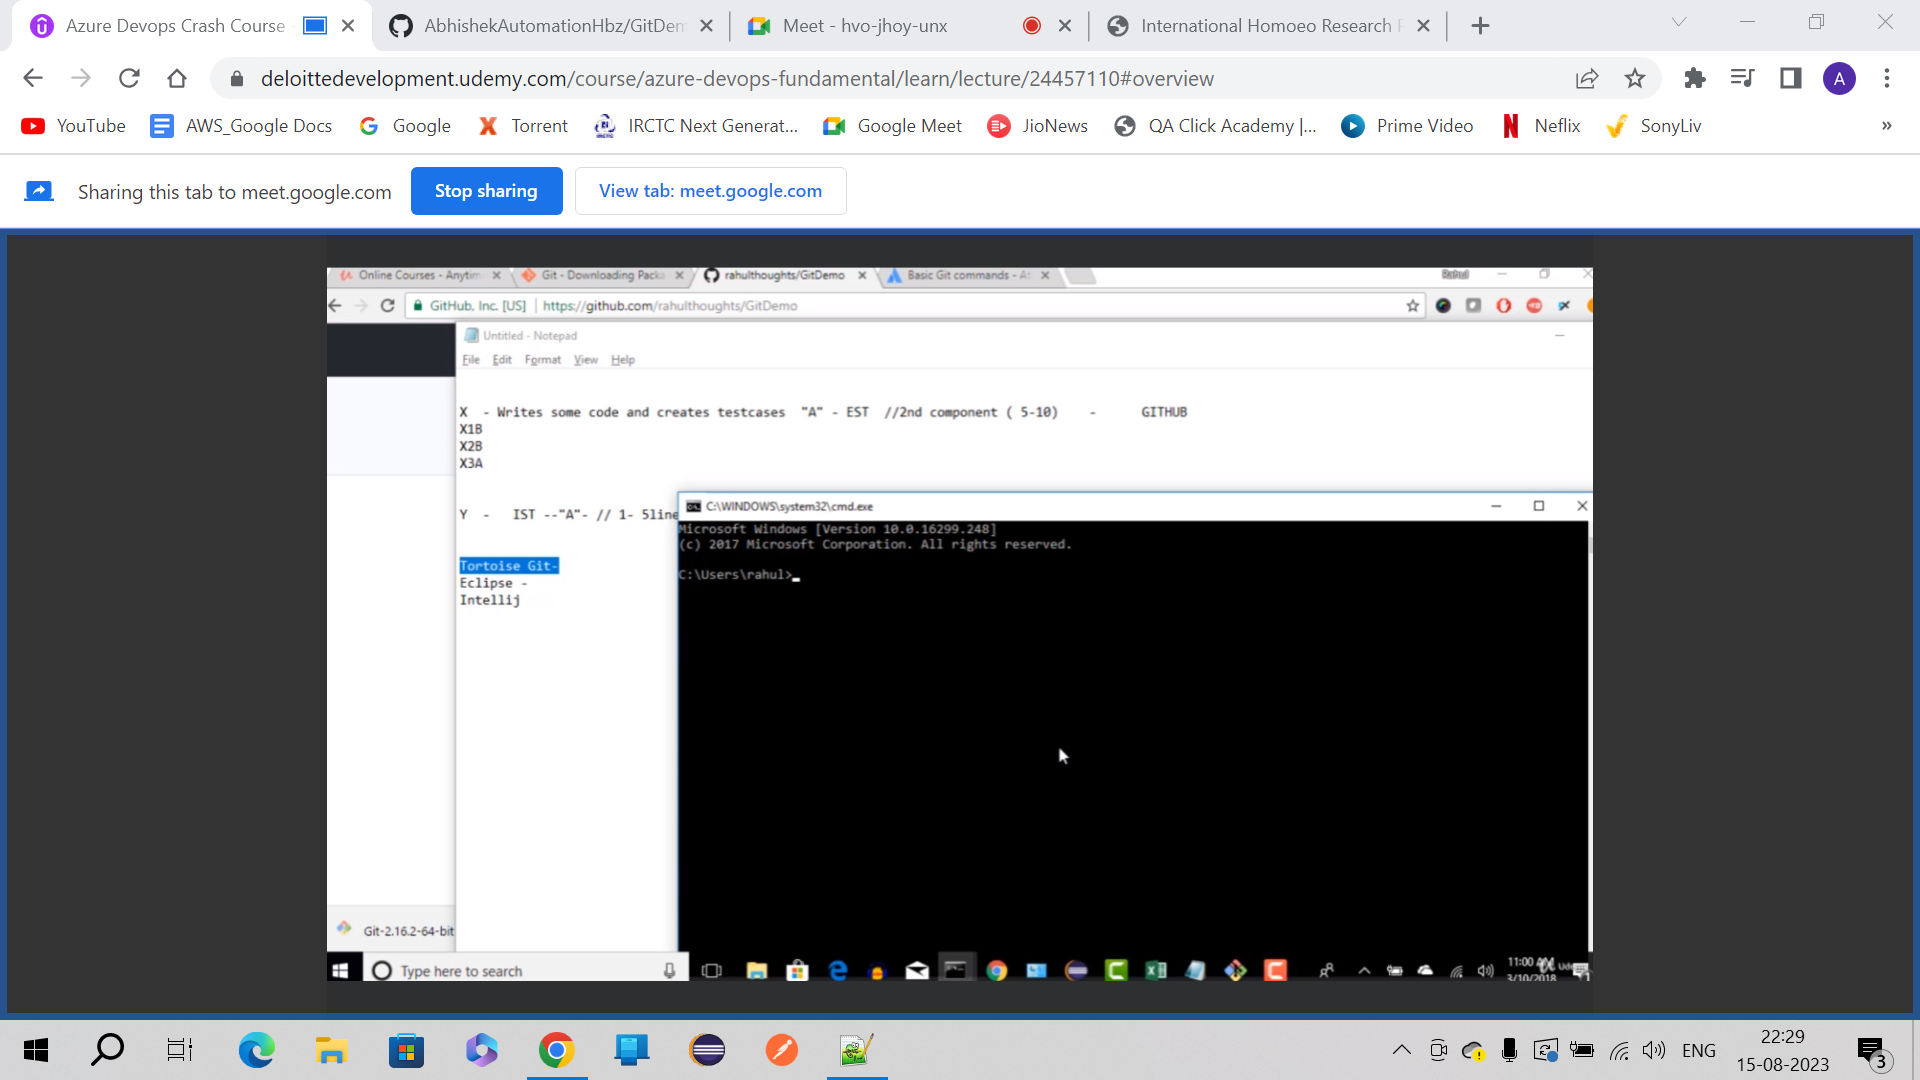 Azure Devops Crash Course
AbhishekAutomationHbz/GitDem
Meet - hvo-jhoy-unx
International Homoeo Research F
deloittedevelopment.udemy.com/course/azure-devops-fundamental/learn/lecture/24457110#overview
A
YouTube
AWS_Google Docs
Google
Torrent
IRCTC Next Generat...
Google Meet
JioNews
QA Click Academy |...
Prime Video
Neflix
SonyLiv
»
Sharing this tab to meet.google.com
Stop sharing
View tab: meet.google.com
Online Courses - Anytim
Git - Downloading Packa
rahulthoughts/GitDemo
Basic Git commands - At
Rahul
GitHub, Inc. [US] | https://github.com/rahulthoughts/GitDemo
Untitled - Notepad
File Edit Format View Help
X - Writes some code and creates testcases "A" - EST //2nd component ( 5-10) - GITHUB
X1B
X2B
X3A
Y - IST --"A"- // 1- 5line
Tortoise Git-
Eclipse -
Intellij
C:\WINDOWS\system32\cmd.exe
Microsoft Windows [Version 10.0.16299.248]
(c) 2017 Microsoft Corporation. All rights reserved.
C:\Users\rahul>_
Git-2.16.2-64-bit
Type here to search
11:00 AM
3/10/2018
ENG
22:29
15-08-2023
3